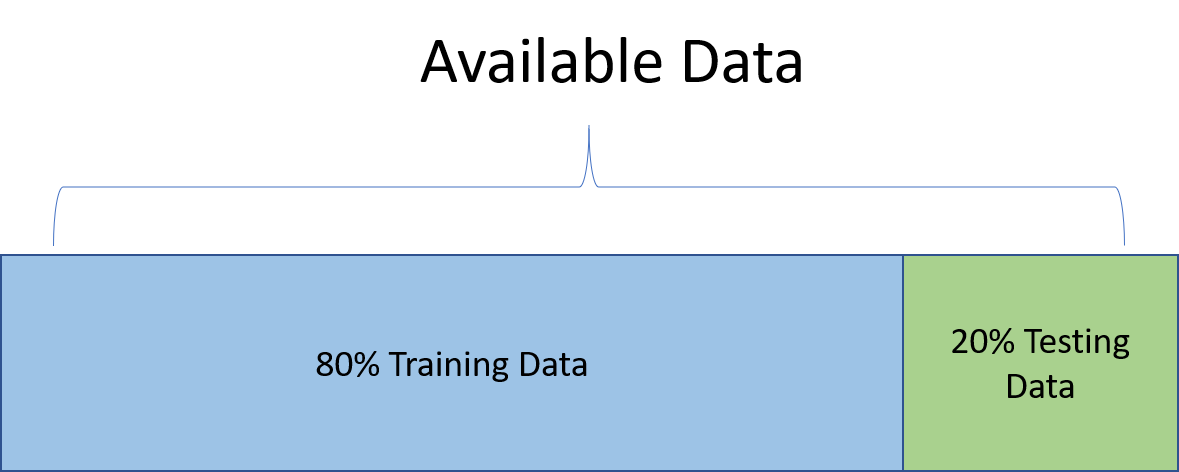 Available Data
80% Training Data
20% Testing
Data